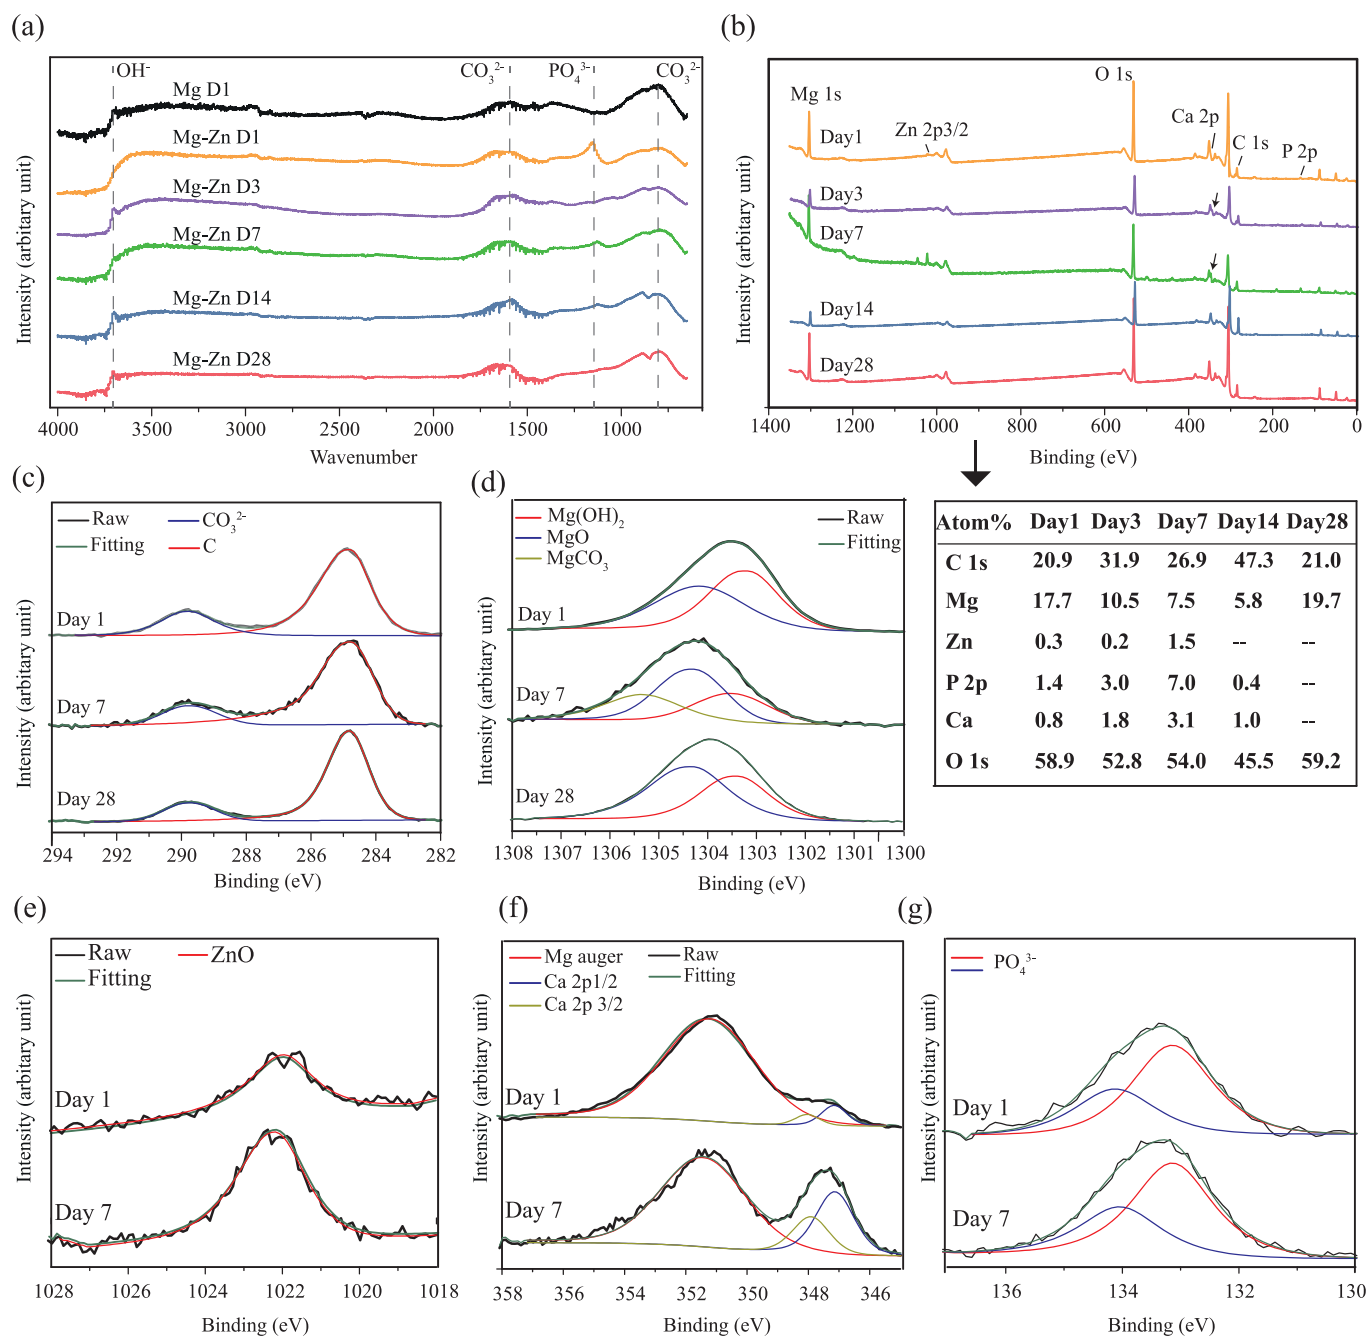 (a)
OH⁻
CO₃²⁻
PO₄³⁻
CO₃²⁻
Mg D1
Mg-Zn D1
Mg-Zn D3
Mg-Zn D7
Mg-Zn D14
Mg-Zn D28
Intensity (arbitary unit)
4000 3500 3000 2500 2000 1500 1000
Wavenumber
(b)
O 1s
Mg 1s
Ca 2p
Zn 2p3/2
C 1s
P 2p
Day1
Day3
Day7
Day14
Day28
Intensity (arbitary unit)
1400 1200 1000 800 600 400 200 0
Binding (eV)
Atom% Day1 Day3 Day7 Day14 Day28
C 1s 20.9 31.9 26.9 47.3 21.0
Mg 17.7 10.5 7.5 5.8 19.7
Zn 0.3 0.2 1.5 -- --
P 2p 1.4 3.0 7.0 0.4 --
Ca 0.8 1.8 3.1 1.0 --
O 1s 58.9 52.8 54.0 45.5 59.2
(c)
Raw CO₃²⁻
Fitting C
Day 1
Day 7
Day 28
Intensity (arbitary unit)
294 292 290 288 286 284 282
Binding (eV)
(d)
Mg(OH)₂ Raw
MgO Fitting
MgCO₃
Day 1
Day 7
Day 28
Intensity (arbitary unit)
1308 1307 1306 1305 1304 1303 1302 1301 1300
Binding (eV)
(e)
Raw ZnO
Fitting
Day 1
Day 7
Intensity (arbitary unit)
1028 1026 1024 1022 1020 1018
Binding (eV)
(f)
Mg auger Raw
Ca 2p1/2 Fitting
Ca 2p 3/2
Day 1
Day 7
Intensity (arbitary unit)
358 356 354 352 350 348 346
Binding (eV)
(g)
PO₄³⁻
Day 1
Day 7
Intensity (arbitary unit)
136 134 132 130
Binding (eV)